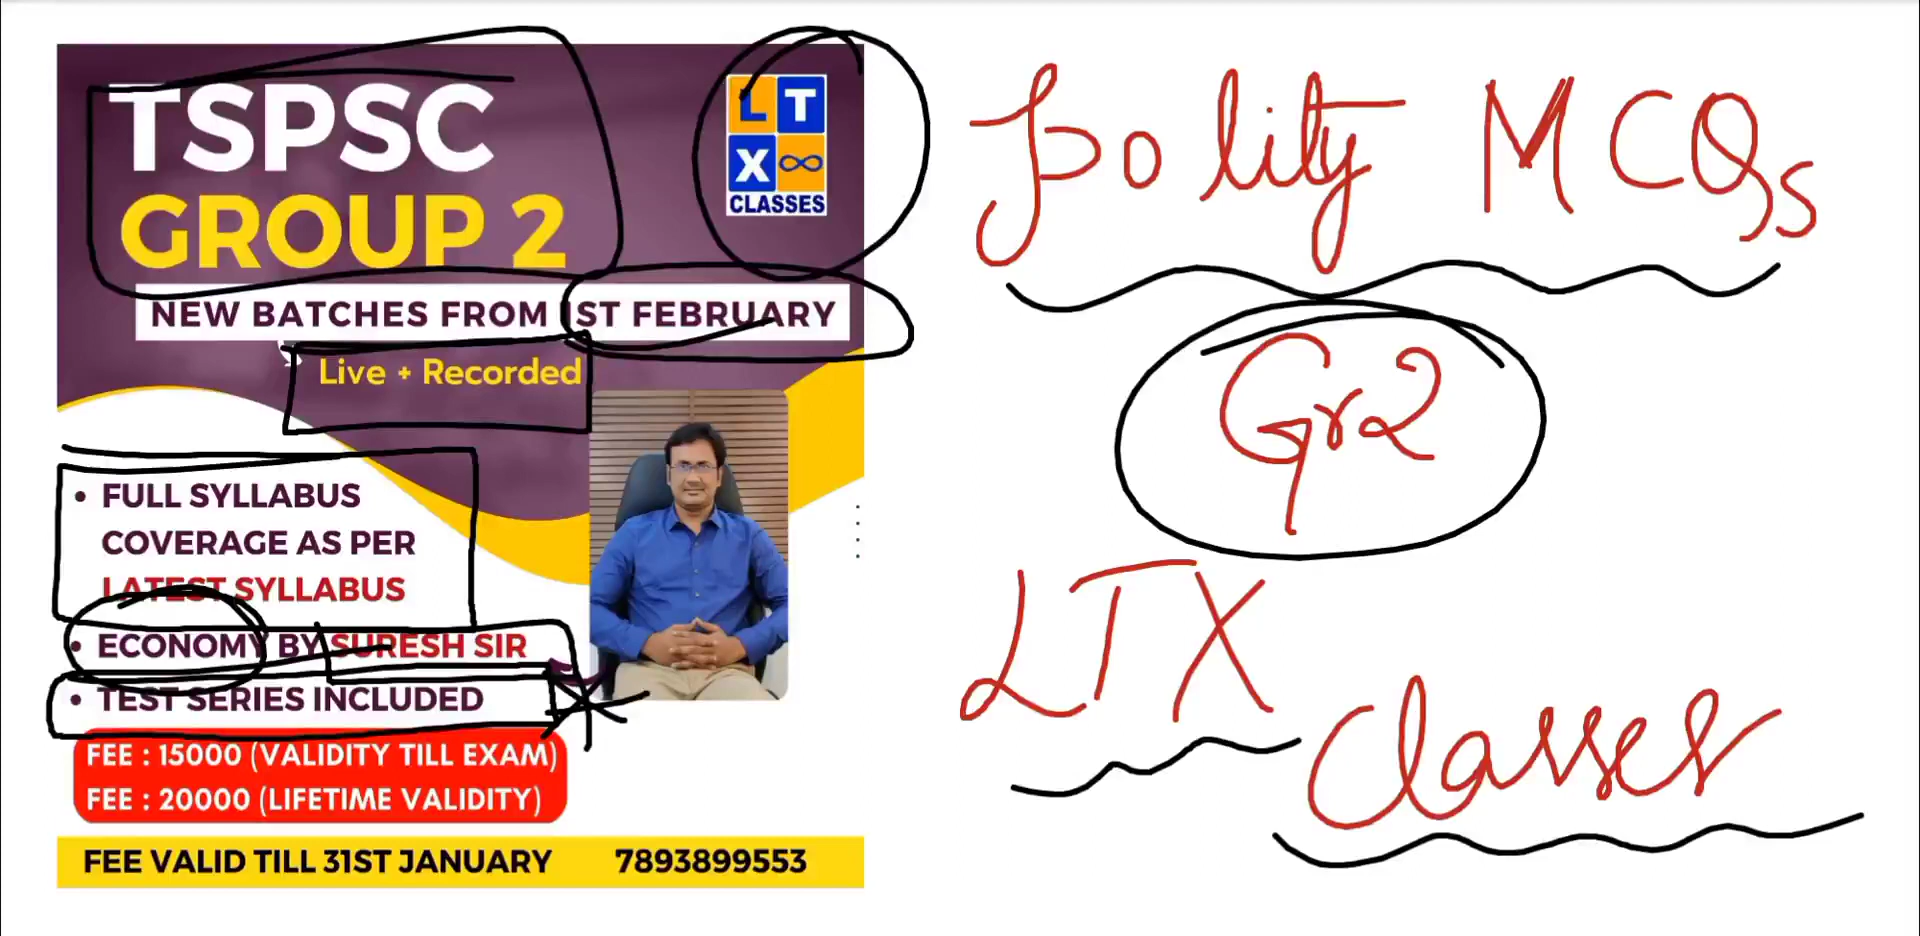 TSPSC
GROUP 2
L T
X ∞
CLASSES
NEW BATCHES FROM 1ST FEBRUARY
Live + Recorded
• FULL SYLLABUS
COVERAGE AS PER
LATEST SYLLABUS
• ECONOMY BY SURESH SIR
• TEST SERIES INCLUDED
FEE : 15000 (VALIDITY TILL EXAM)
FEE : 20000 (LIFETIME VALIDITY)
FEE VALID TILL 31ST JANUARY 7893899553
Polity MCQs
Gr2
LTX
Classes